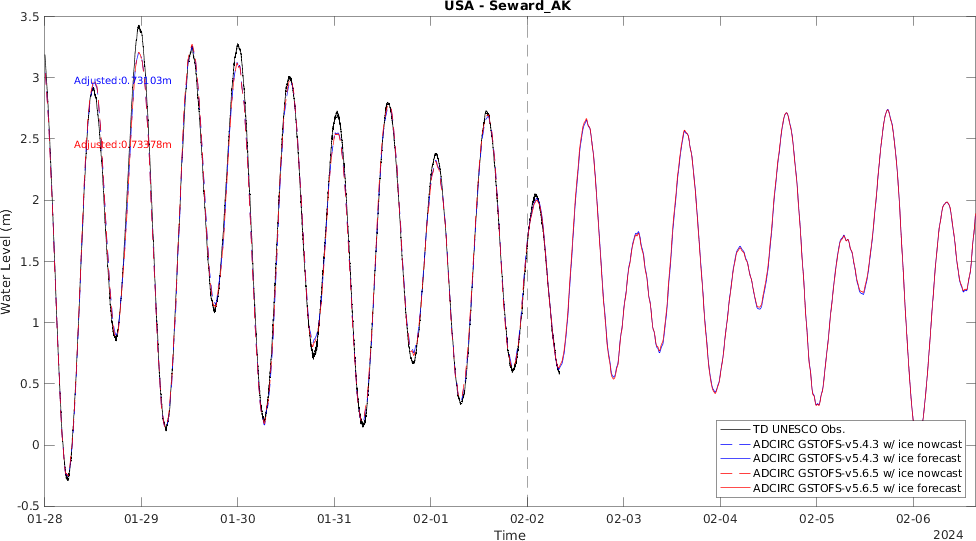 USA - Seward_AK
3.5
3
2.5
2
1.5
1
0.5
0
-0.5
Water Level (m)
Adjusted:0.73103m
Adjusted:0.73378m
TD UNESCO Obs.
ADCIRC GSTOFS-v5.4.3 w/ ice nowcast
ADCIRC GSTOFS-v5.4.3 w/ ice forecast
ADCIRC GSTOFS-v5.6.5 w/ ice nowcast
ADCIRC GSTOFS-v5.6.5 w/ ice forecast
01-28 01-29 01-30 01-31 02-01 02-02 02-03 02-04 02-05 02-06
Time
2024